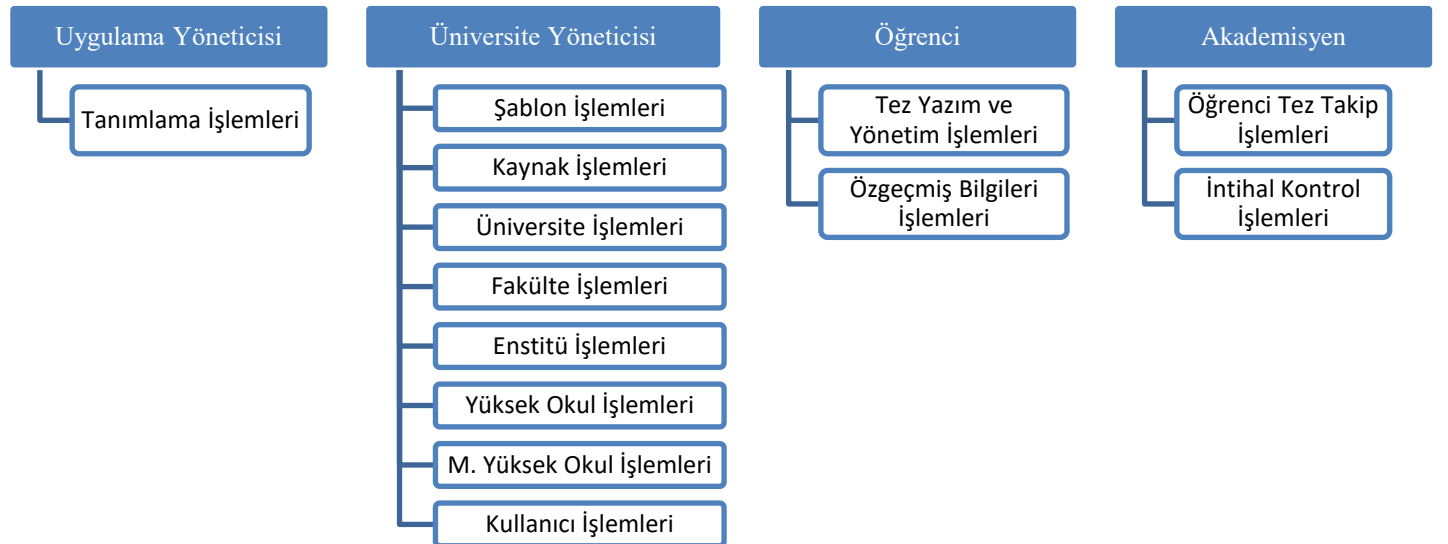 Uygulama Yöneticisi
Tanımlama İşlemleri
Üniversite Yöneticisi
Şablon İşlemleri
Kaynak İşlemleri
Üniversite İşlemleri
Fakülte İşlemleri
Enstitü İşlemleri
Yüksek Okul İşlemleri
M. Yüksek Okul İşlemleri
Kullanıcı İşlemleri
Öğrenci
Tez Yazım ve
Yönetim İşlemleri
Özgeçmiş Bilgileri
İşlemleri
Akademisyen
Öğrenci Tez Takip
İşlemleri
İntihal Kontrol
İşlemleri